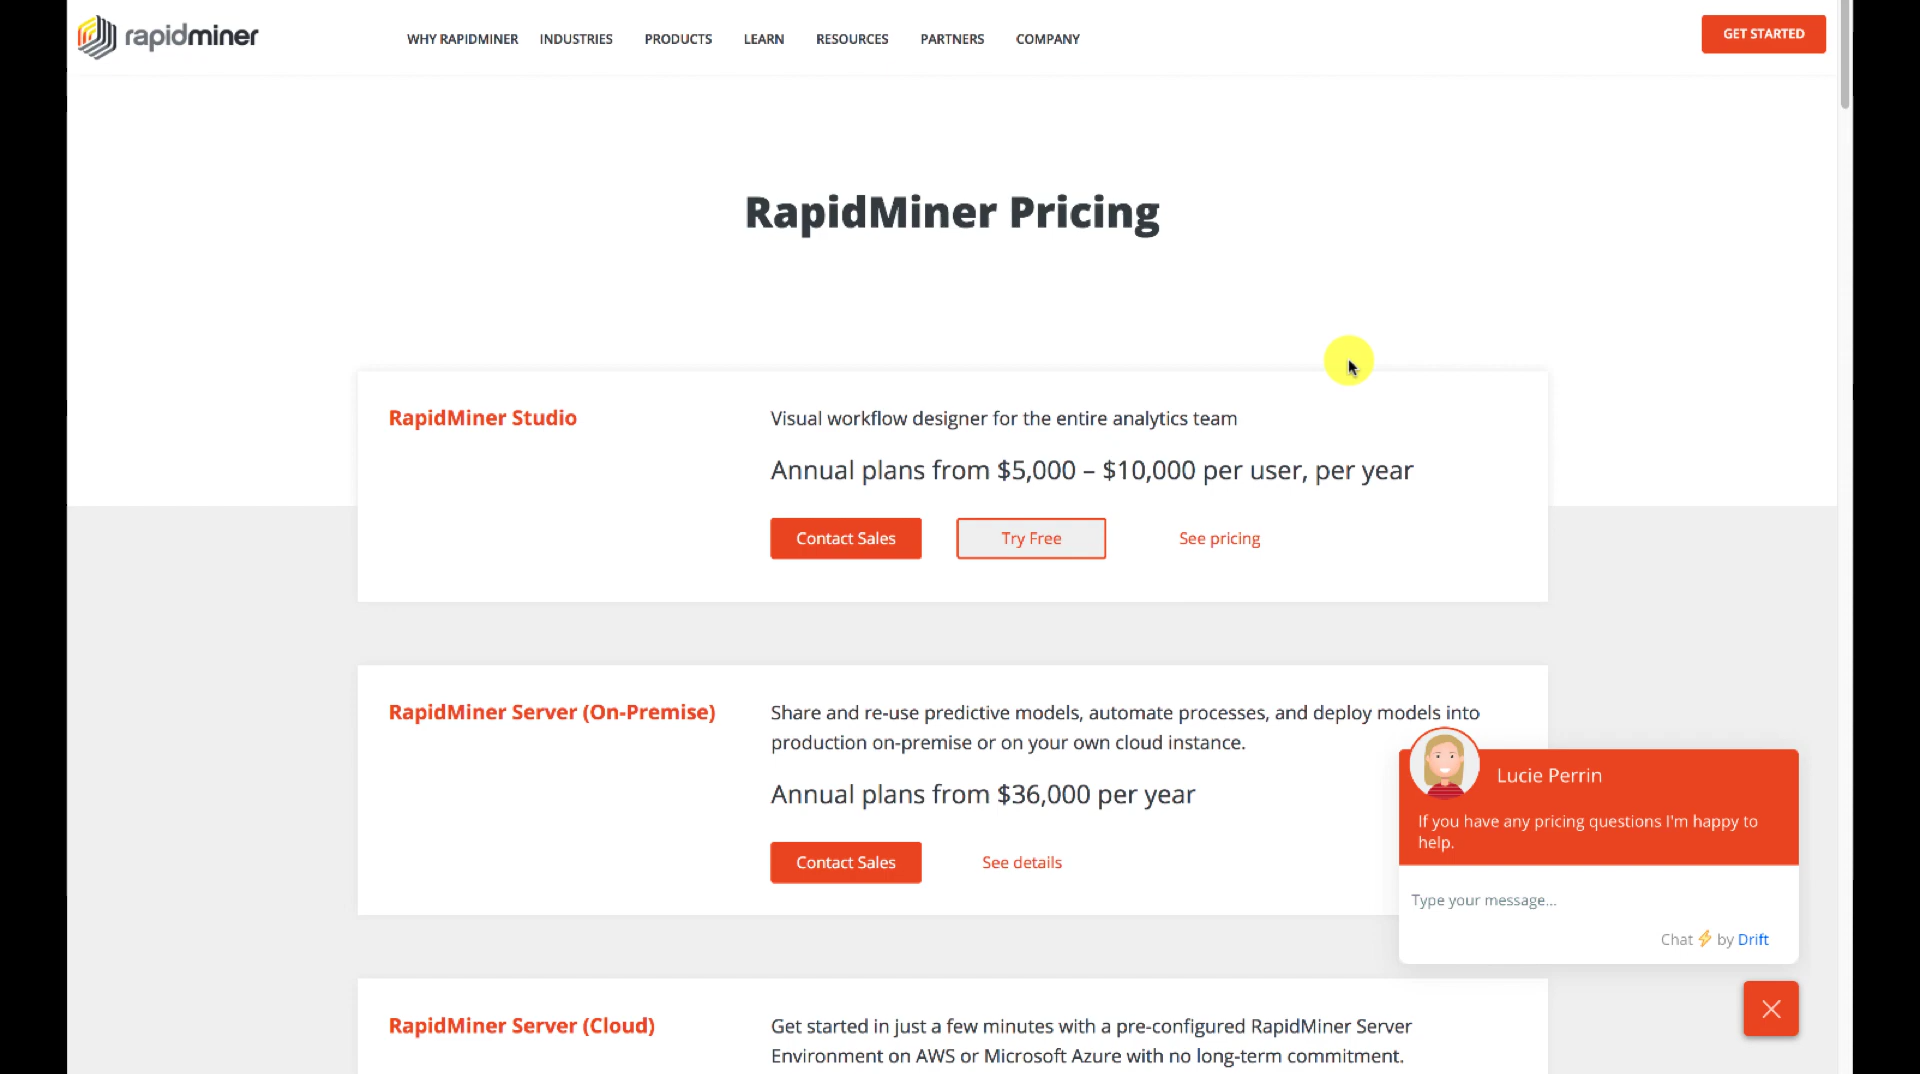 rapidminer
WHY RAPIDMINER INDUSTRIES PRODUCTS LEARN RESOURCES PARTNERS COMPANY
GET STARTED
RapidMiner Pricing
RapidMiner Studio
Visual workflow designer for the entire analytics team
Annual plans from $5,000 – $10,000 per user, per year
Contact Sales
Try Free
See pricing
RapidMiner Server (On-Premise)
Share and re-use predictive models, automate processes, and deploy models into
production on-premise or on your own cloud instance.
Annual plans from $36,000 per year
Contact Sales
See details
Lucie Perrin
If you have any pricing questions I'm happy to
help.
Type your message...
Chat ⚡ by Drift
RapidMiner Server (Cloud)
Get started in just a few minutes with a pre-configured RapidMiner Server
Environment on AWS or Microsoft Azure with no long-term commitment.